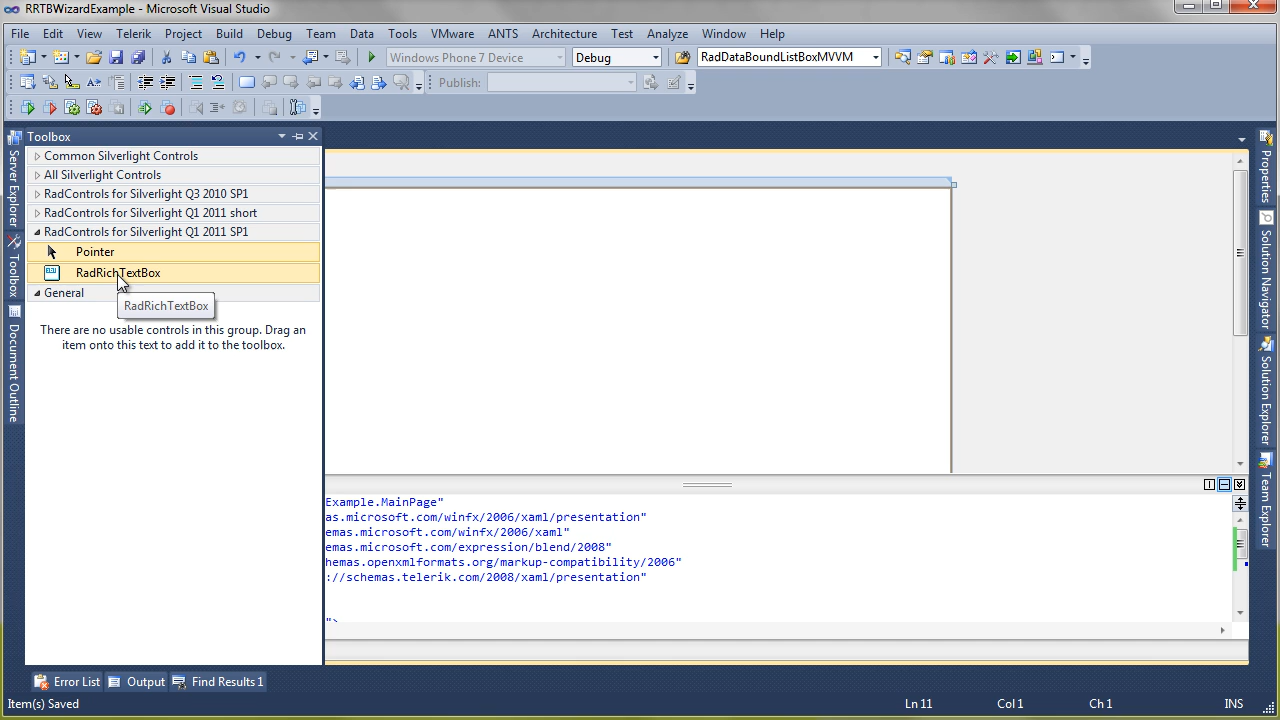 RRTBWizardExample - Microsoft Visual Studio
File Edit View Telerik Project Build Debug Team Data Tools VMware ANTS Architecture Test Analyze Window Help
Windows Phone 7 Device Debug RadDataBoundListBoxMVVM
Publish:
Toolbox
Common Silverlight Controls
All Silverlight Controls
RadControls for Silverlight Q3 2010 SP1
RadControls for Silverlight Q1 2011 short
RadControls for Silverlight Q1 2011 SP1
Pointer
RadRichTextBox
General
RadRichTextBox
There are no usable controls in this group. Drag an
item onto this text to add it to the toolbox.
Server Explorer
Toolbox
Document Outline
Properties
Solution Navigator
Solution Explorer
Team Explorer
Example.MainPage"
as.microsoft.com/winfx/2006/xaml/presentation"
emas.microsoft.com/winfx/2006/xaml"
emas.microsoft.com/expression/blend/2008"
hemas.openxmlformats.org/markup-compatibility/2006"
://schemas.telerik.com/2008/xaml/presentation"
">
Error List Output Find Results 1
Item(s) Saved Ln 11 Col 1 Ch 1 INS